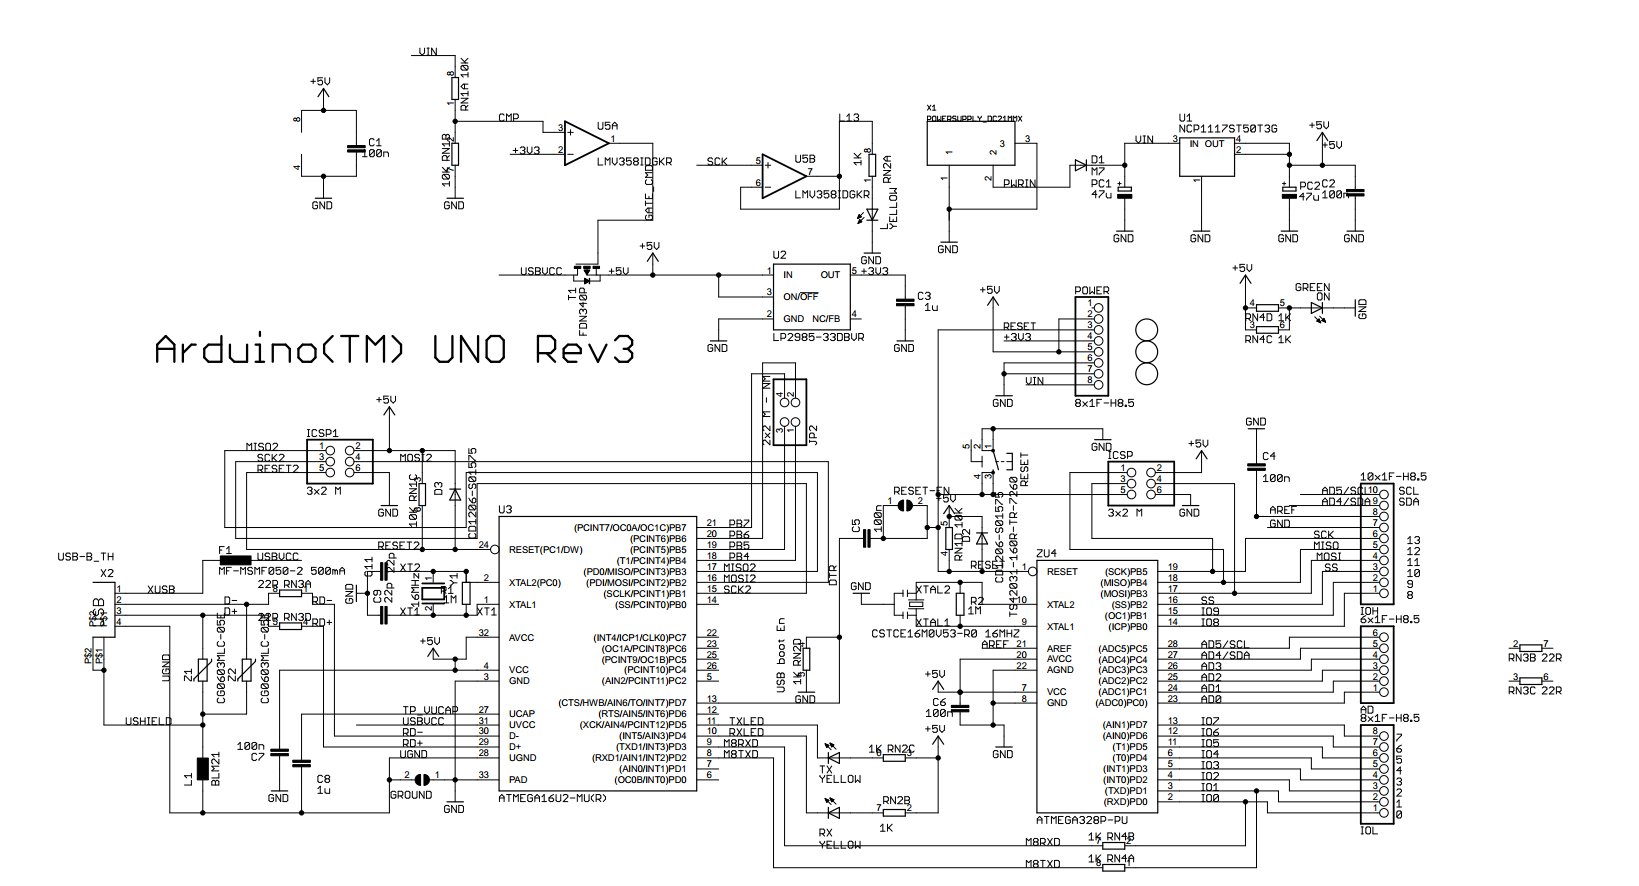 VIN
+5V
8
4
C1
100n
GND
8
RN1A 10K
1
CMP
10K RN1B
2
GND
3
+
2
-
1
U5A
LMV358IDGKR
+3V3
GATE_CMD
SCK
5
+
6
-
7
U5B
LMV358IDGKR
L13
1K
8
RN2A
1
L
YELLOW
GND
X1
POWERSUPPLY_DC21MMX
3
3
1
2
1
2
PWRIN
GND
D1
M7
VIN
PC1
47u
GND
U1
NCP1117ST50T3G
3
IN OUT
4
2
1
GND
+5V
+5V
PC2
47u
C2
100n
GND
GND
USBVCC
T1
FDN340P
+5V
+5V
U2
1
IN
OUT
5
+3V3
3
ON/OFF
2
GND
NC/FB
4
LP2985-33DBVR
GND
C3
1u
GND
Arduino(TM) UNO Rev3
+5V
POWER
1
2
3
4
5
6
7
8
RESET
+3V3
VIN
GND
8x1F-H8.5
+5V
4
5
RN4D 1K
3
6
RN4C 1K
GREEN
ON
GND
2x2 M - NM
4
2
3
1
JP2
+5V
ICSP1
MISO2
1
2
SCK2
3
4
MOSI2
RESET2
5
6
3x2 M
GND
10K
RN1C
D3
CD1206-S01575
RESET2
U3
24
RESET(PC1/DW)
2
XTAL2(PC0)
1
XTAL1
32
AVCC
4
VCC
3
GND
27
UCAP
31
UVCC
30
D-
29
D+
28
UGND
33
PAD
ATMEGA16U2-MU(R)
(PCINT7/OC0A/OC1C)PB7
21
PB7
(PCINT6)PB6
20
PB6
(PCINT5)PB5
19
PB5
(T1/PCINT4)PB4
18
PB4
(PD0/MISO/PCINT3)PB3
17
MISO2
(PDI/MOSI/PCINT2)PB2
16
MOSI2
(SCLK/PCINT1)PB1
15
SCK2
(SS/PCINT0)PB0
14
(INT4/ICP1/CLK0)PC7
22
(OC1A/PCINT8)PC6
23
(PCINT9/OC1B)PC5
25
(PCINT10)PC4
26
(AIN2/PCINT11)PC2
5
(CTS/HWB/AIN6/TO/INT7)PD7
13
(RTS/AIN5/INT6)PD6
12
(XCK/AIN4/PCINT12)PD5
11
TXLED
(INT5/AIN3)PD4
10
RXLED
(TXD1/INT3)PD3
9
M8RXD
(RXD1/AIN1/INT2)PD2
8
M8TXD
(AIN0/INT1)PD1
7
(OC0B/INT0)PD0
6
USB-B_TH
X2
F1
USBVCC
MF-MSMF050-2 500mA
XUSB
1
2
3
4
22R RN3A
D-
RD-
D+
22R RN3D
RD+
P$2
P$1
UGND
Z1
CG0603MLC-05E
Z2
CG0603MLC-05E
USHIELD
L1
BLM21
C11
22p
XT2
C9
22p
XT1
GND
16MHz
Y1
R1
1M
XT1
+5V
TP_VUCAP
USBVCC
RD-
RD+
UGND
100n
C7
GND
C8
1u
2
1
GROUND
GND
DTR
USB boot En
1K RN2D
GND
C5
100n
RESET-EN
1
2
+5V
RN1D 10K
D2
CD1206-S01575
RESET
RESET
TS42031-160R-TR-7260
GND
ICSP
1
2
3
4
5
6
3x2 M
+5V
GND
GND
XTAL2
XTAL1
R2
1M
CSTCE16M0V53-R0 16MHZ
AREF
+5V
C6
100n
GND
ZU4
1
RESET
10
XTAL2
9
XTAL1
21
AREF
20
AVCC
22
AGND
7
VCC
8
GND
ATMEGA328P-PU
(SCK)PB5
19
(MISO)PB4
18
(MOSI)PB3
17
(SS)PB2
16
SS
(OC1)PB1
15
IO9
(ICP)PB0
14
IO8
(ADC5)PC5
28
AD5/SCL
(ADC4)PC4
27
AD4/SDA
(ADC3)PC3
26
AD3
(ADC2)PC2
25
AD2
(ADC1)PC1
24
AD1
(ADC0)PC0
23
AD0
(AIN1)PD7
13
IO7
(AIN0)PD6
12
IO6
(T1)PD5
11
IO5
(T0)PD4
6
IO4
(INT1)PD3
5
IO3
(INT0)PD2
4
IO2
(TXD)PD1
3
IO1
(RXD)PD0
2
IO0
TX
YELLOW
1K RN2C
+5V
RX
YELLOW
RN2B
7
2
1K
M8RXD
1K RN4B
M8TXD
1K RN4A
GND
C4
100n
10x1F-H8.5
AD5/SCL
10
SCL
AD4/SDA
9
SDA
AREF
8
GND
7
SCK
6
13
MISO
5
12
MOSI
4
11
SS
3
10
2
9
1
8
IOH
6x1F-H8.5
6
5
4
3
2
1
AD
8x1F-H8.5
8
7
7
6
6
5
5
4
4
3
3
2
2
1
1
0
IOL
2
7
RN3B 22R
3
6
RN3C 22R